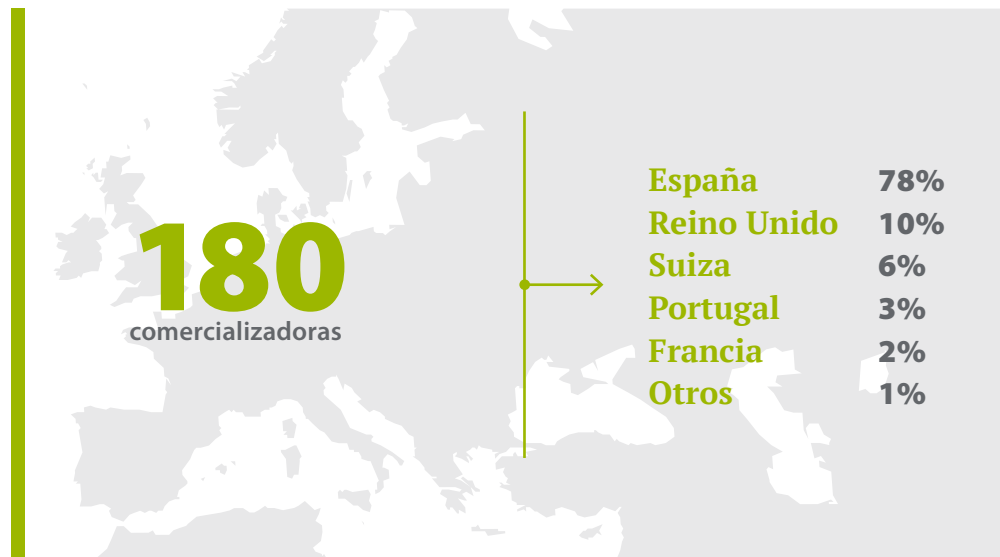 180
comercializadoras
España 78%
Reino Unido 10%
Suiza 6%
Portugal 3%
Francia 2%
Otros 1%